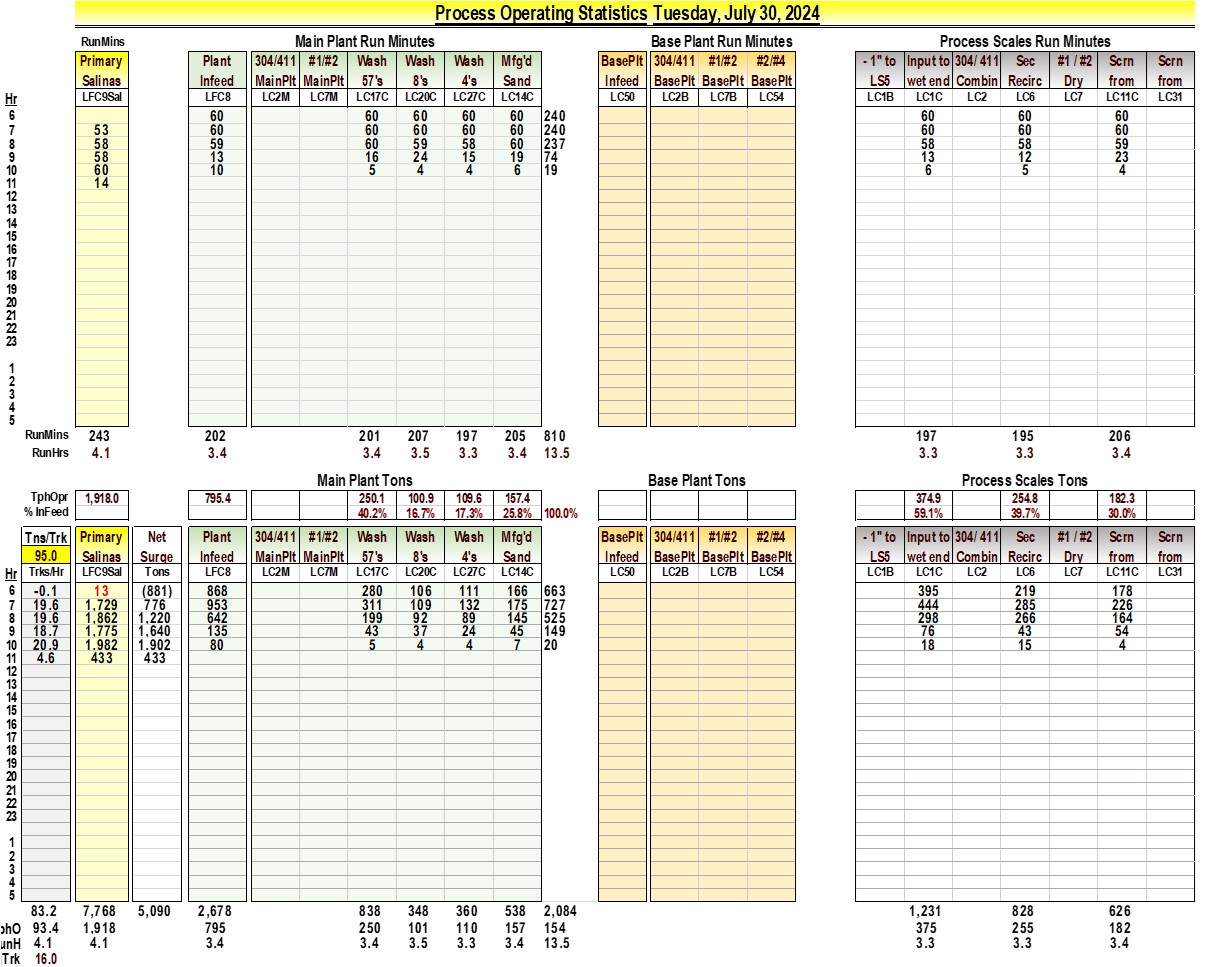 Process Operating Statistics Tuesday, July 30, 2024
RunMins Main Plant Run Minutes Base Plant Run Minutes Process Scales Run Minutes
Primary Plant 304/411 #1/#2 Wash Wash Wash Mfg'd BasePlt 304/411 #1/#2 #2/#4 - 1" to Input to 304/ 411 Sec #1 / #2 Scrn Scrn
Salinas Infeed MainPlt MainPlt 57's 8's 4's Sand Infeed BasePlt BasePlt BasePlt LS5 wet end Combin Recirc Dry from from
Hr LFC9Sal LFC8 LC2M LC7M LC17C LC20C LC27C LC14C LC50 LC2B LC7B LC54 LC1B LC1C LC2 LC6 LC7 LC11C LC31
6 60 60 60 60 60 240 60 60 60
7 53 60 60 60 60 60 240 60 60 60
8 58 59 60 59 58 60 237 58 58 59
9 58 13 16 24 15 19 74 13 12 23
10 60 10 5 4 4 6 19 6 5 4
11 14
12
13
14
15
16
17
18
19
20
21
22
23
1
2
3
4
5
RunMins 243 202 201 207 197 205 810 197 195 206
RunHrs 4.1 3.4 3.4 3.5 3.3 3.4 13.5 3.3 3.3 3.4
Main Plant Tons Base Plant Tons Process Scales Tons
TphOpr 1,918.0 795.4 250.1 100.9 109.6 157.4 374.9 254.8 182.3
% InFeed 40.2% 16.7% 17.3% 25.8% 100.0% 59.1% 39.7% 30.0%
Tns/Trk Primary Net Plant 304/411 #1/#2 Wash Wash Wash Mfg'd BasePlt 304/411 #1/#2 #2/#4 - 1" to Input to 304/ 411 Sec #1 / #2 Scrn Scrn
95.0 Salinas Surge Infeed MainPlt MainPlt 57's 8's 4's Sand Infeed BasePlt BasePlt BasePlt LS5 wet end Combin Recirc Dry from from
Hr Trks/Hr LFC9Sal Tons LFC8 LC2M LC7M LC17C LC20C LC27C LC14C LC50 LC2B LC7B LC54 LC1B LC1C LC2 LC6 LC7 LC11C LC31
6 -0.1 13 (881) 868 280 106 111 166 663 395 219 178
7 19.6 1,729 776 953 311 109 132 175 727 444 285 226
8 19.6 1,862 1,220 642 199 92 89 145 525 298 266 164
9 18.7 1,775 1,640 135 43 37 24 45 149 76 43 54
10 20.9 1,982 1,902 80 5 4 4 7 20 18 15 4
11 4.6 433 433
12
13
14
15
16
17
18
19
20
21
22
23
1
2
3
4
5
83.2 7,768 5,090 2,678 838 348 360 538 2,084 1,231 828 626
phO 93.4 1,918 795 250 101 110 157 154 375 255 182
unH 4.1 4.1 3.4 3.4 3.5 3.3 3.4 13.5 3.3 3.3 3.4
Trk 16.0